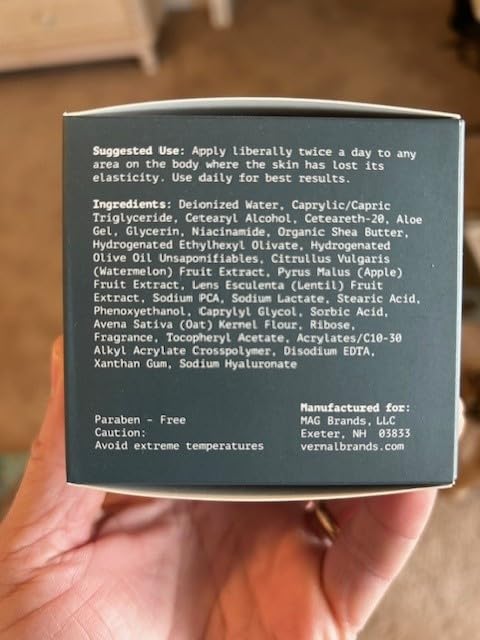 Suggested Use: Apply liberally twice a day to any
area on the body where the skin has lost its
elasticity. Use daily for best results.
Ingredients: Deionized Water, Caprylic/Capric
Triglyceride, Cetearyl Alcohol, Ceteareth-20, Aloe
Gel, Glycerin, Niacinamide, Organic Shea Butter,
Hydrogenated Ethylhexyl Olivate, Hydrogenated
Olive Oil Unsaponifiables, Citrullus Vulgaris
(Watermelon) Fruit Extract, Pyrus Malus (Apple)
Fruit Extract, Lens Esculenta (Lentil) Fruit
Extract, Sodium PCA, Sodium Lactate, Stearic Acid,
Phenoxyethanol, Caprylyl Glycol, Sorbic Acid,
Avena Sativa (Oat) Kernel Flour, Ribose,
Fragrance, Tocopheryl Acetate, Acrylates/C10-30
Alkyl Acrylate Crosspolymer, Disodium EDTA,
Xanthan Gum, Sodium Hyaluronate
Paraben - Free
Caution:
Avoid extreme temperatures
Manufactured for:
MAG Brands, LLC
Exeter, NH 03833
vernalbrands.com